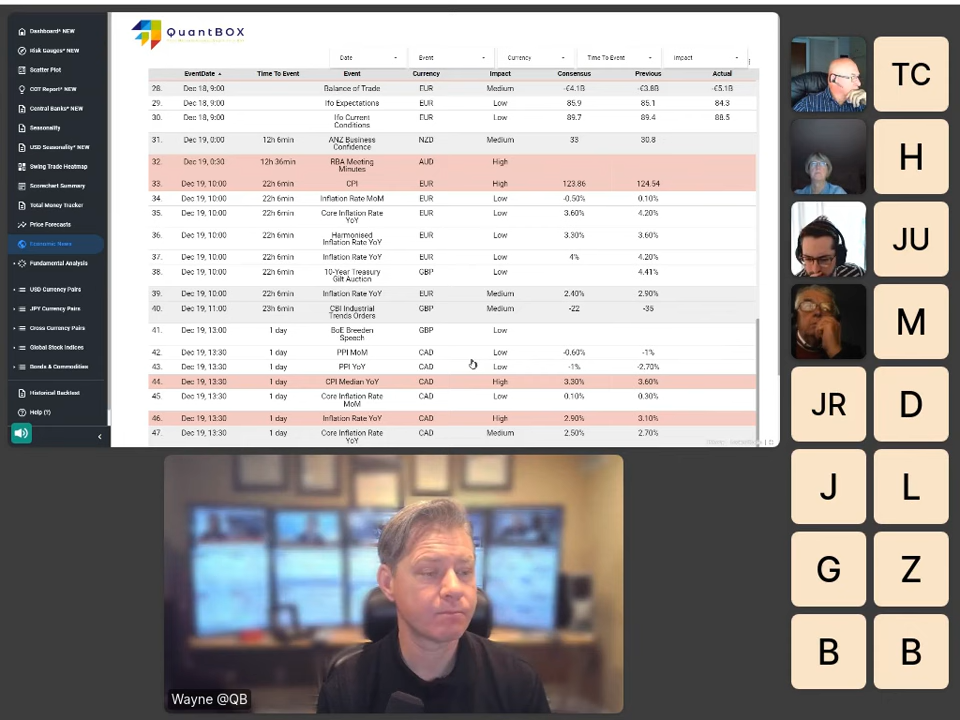 Dashboard* NEW
Risk Gauges* NEW
Scatter Plot
COT Report* NEW
Central Banks* NEW
Seasonality
USD Seasonality* NEW
Swing Trade Heatmap
Scorechart Summary
Total Money Tracker
Price Forecasts
Economic News
Fundamental Analysis
USD Currency Pairs
JPY Currency Pairs
Cross Currency Pairs
Global Stock Indices
Bonds & Commodities
Historical Backtest
Help (?)
QuantBOX
Date Event Currency Time To Event Impact
EventDate Time To Event Event Currency Impact Consensus Previous Actual
28. Dec 18, 9:00 Balance of Trade EUR Medium -€4.1B -€3.8B -€5.1B
29. Dec 18, 9:00 Ifo Expectations EUR Low 85.9 85.1 84.3
30. Dec 18, 9:00 Ifo Current Conditions EUR Low 89.7 89.4 88.5
31. Dec 19, 0:00 12h 6min ANZ Business Confidence NZD Medium 33 30.8
32. Dec 19, 0:30 12h 36min RBA Meeting Minutes AUD High
33. Dec 19, 10:00 22h 6min CPI EUR High 123.86 124.54
34. Dec 19, 10:00 22h 6min Inflation Rate MoM EUR Low -0.50% 0.10%
35. Dec 19, 10:00 22h 6min Core Inflation Rate YoY EUR Low 3.60% 4.20%
36. Dec 19, 10:00 22h 6min Harmonised Inflation Rate YoY EUR Low 3.30% 3.60%
37. Dec 19, 10:00 22h 6min Inflation Rate YoY EUR Low 4% 4.20%
38. Dec 19, 10:00 22h 6min 10-Year Treasury Gilt Auction GBP Low 4.41%
39. Dec 19, 10:00 22h 6min Inflation Rate YoY EUR Medium 2.40% 2.90%
40. Dec 19, 11:00 23h 6min CBI Industrial Trends Orders GBP Medium -22 -35
41. Dec 19, 13:00 1 day BoE Breeden Speech GBP Low
42. Dec 19, 13:30 1 day PPI MoM CAD Low -0.60% -1%
43. Dec 19, 13:30 1 day PPI YoY CAD Low -1% -2.70%
44. Dec 19, 13:30 1 day CPI Median YoY CAD High 3.30% 3.60%
45. Dec 19, 13:30 1 day Core Inflation Rate MoM CAD Low 0.10% 0.30%
46. Dec 19, 13:30 1 day Inflation Rate YoY CAD High 2.90% 3.10%
47. Dec 19, 13:30 1 day Core Inflation Rate YoY CAD Medium 2.50% 2.70%
Wayne @QB
TC
H
JU
M
JR
D
J
L
G
Z
B
B